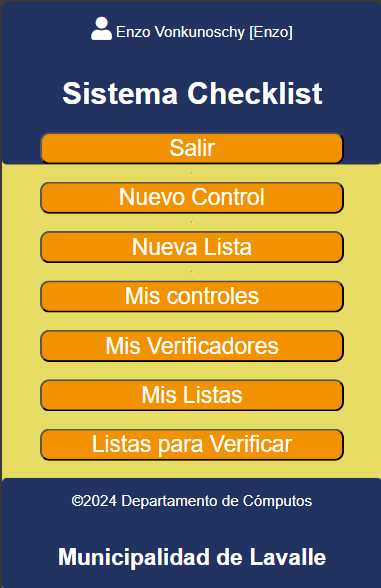 Enzo Vonkunoschy [Enzo]
Sistema Checklist
Salir
Nuevo Control
Nueva Lista
Mis controles
Mis Verificadores
Mis Listas
Listas para Verificar
©2024 Departamento de Cómputos
Municipalidad de Lavalle